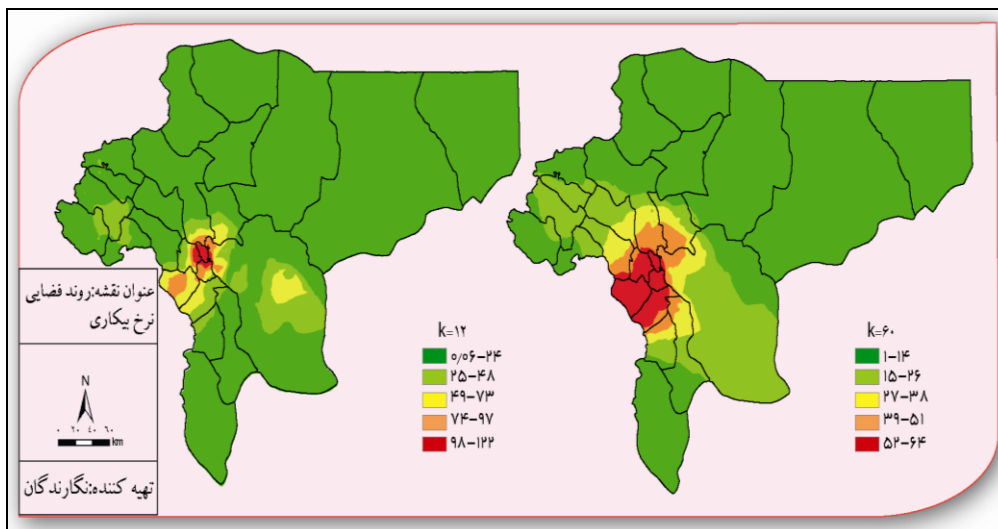 عنوان نقشه:روند فضایی
نرخ بیکاری
N
۰ ۲۰ ۴۰ ۶۰
km
تهیه کننده:نگارندگان
k=۱۲
۰/۰۶-۲۴
۲۵-۴۸
۴۹-۷۳
۷۴-۹۷
۹۸-۱۲۲
k=۶۰
۱-۱۴
۱۵-۲۶
۲۷-۳۸
۳۹-۵۱
۵۲-۶۴